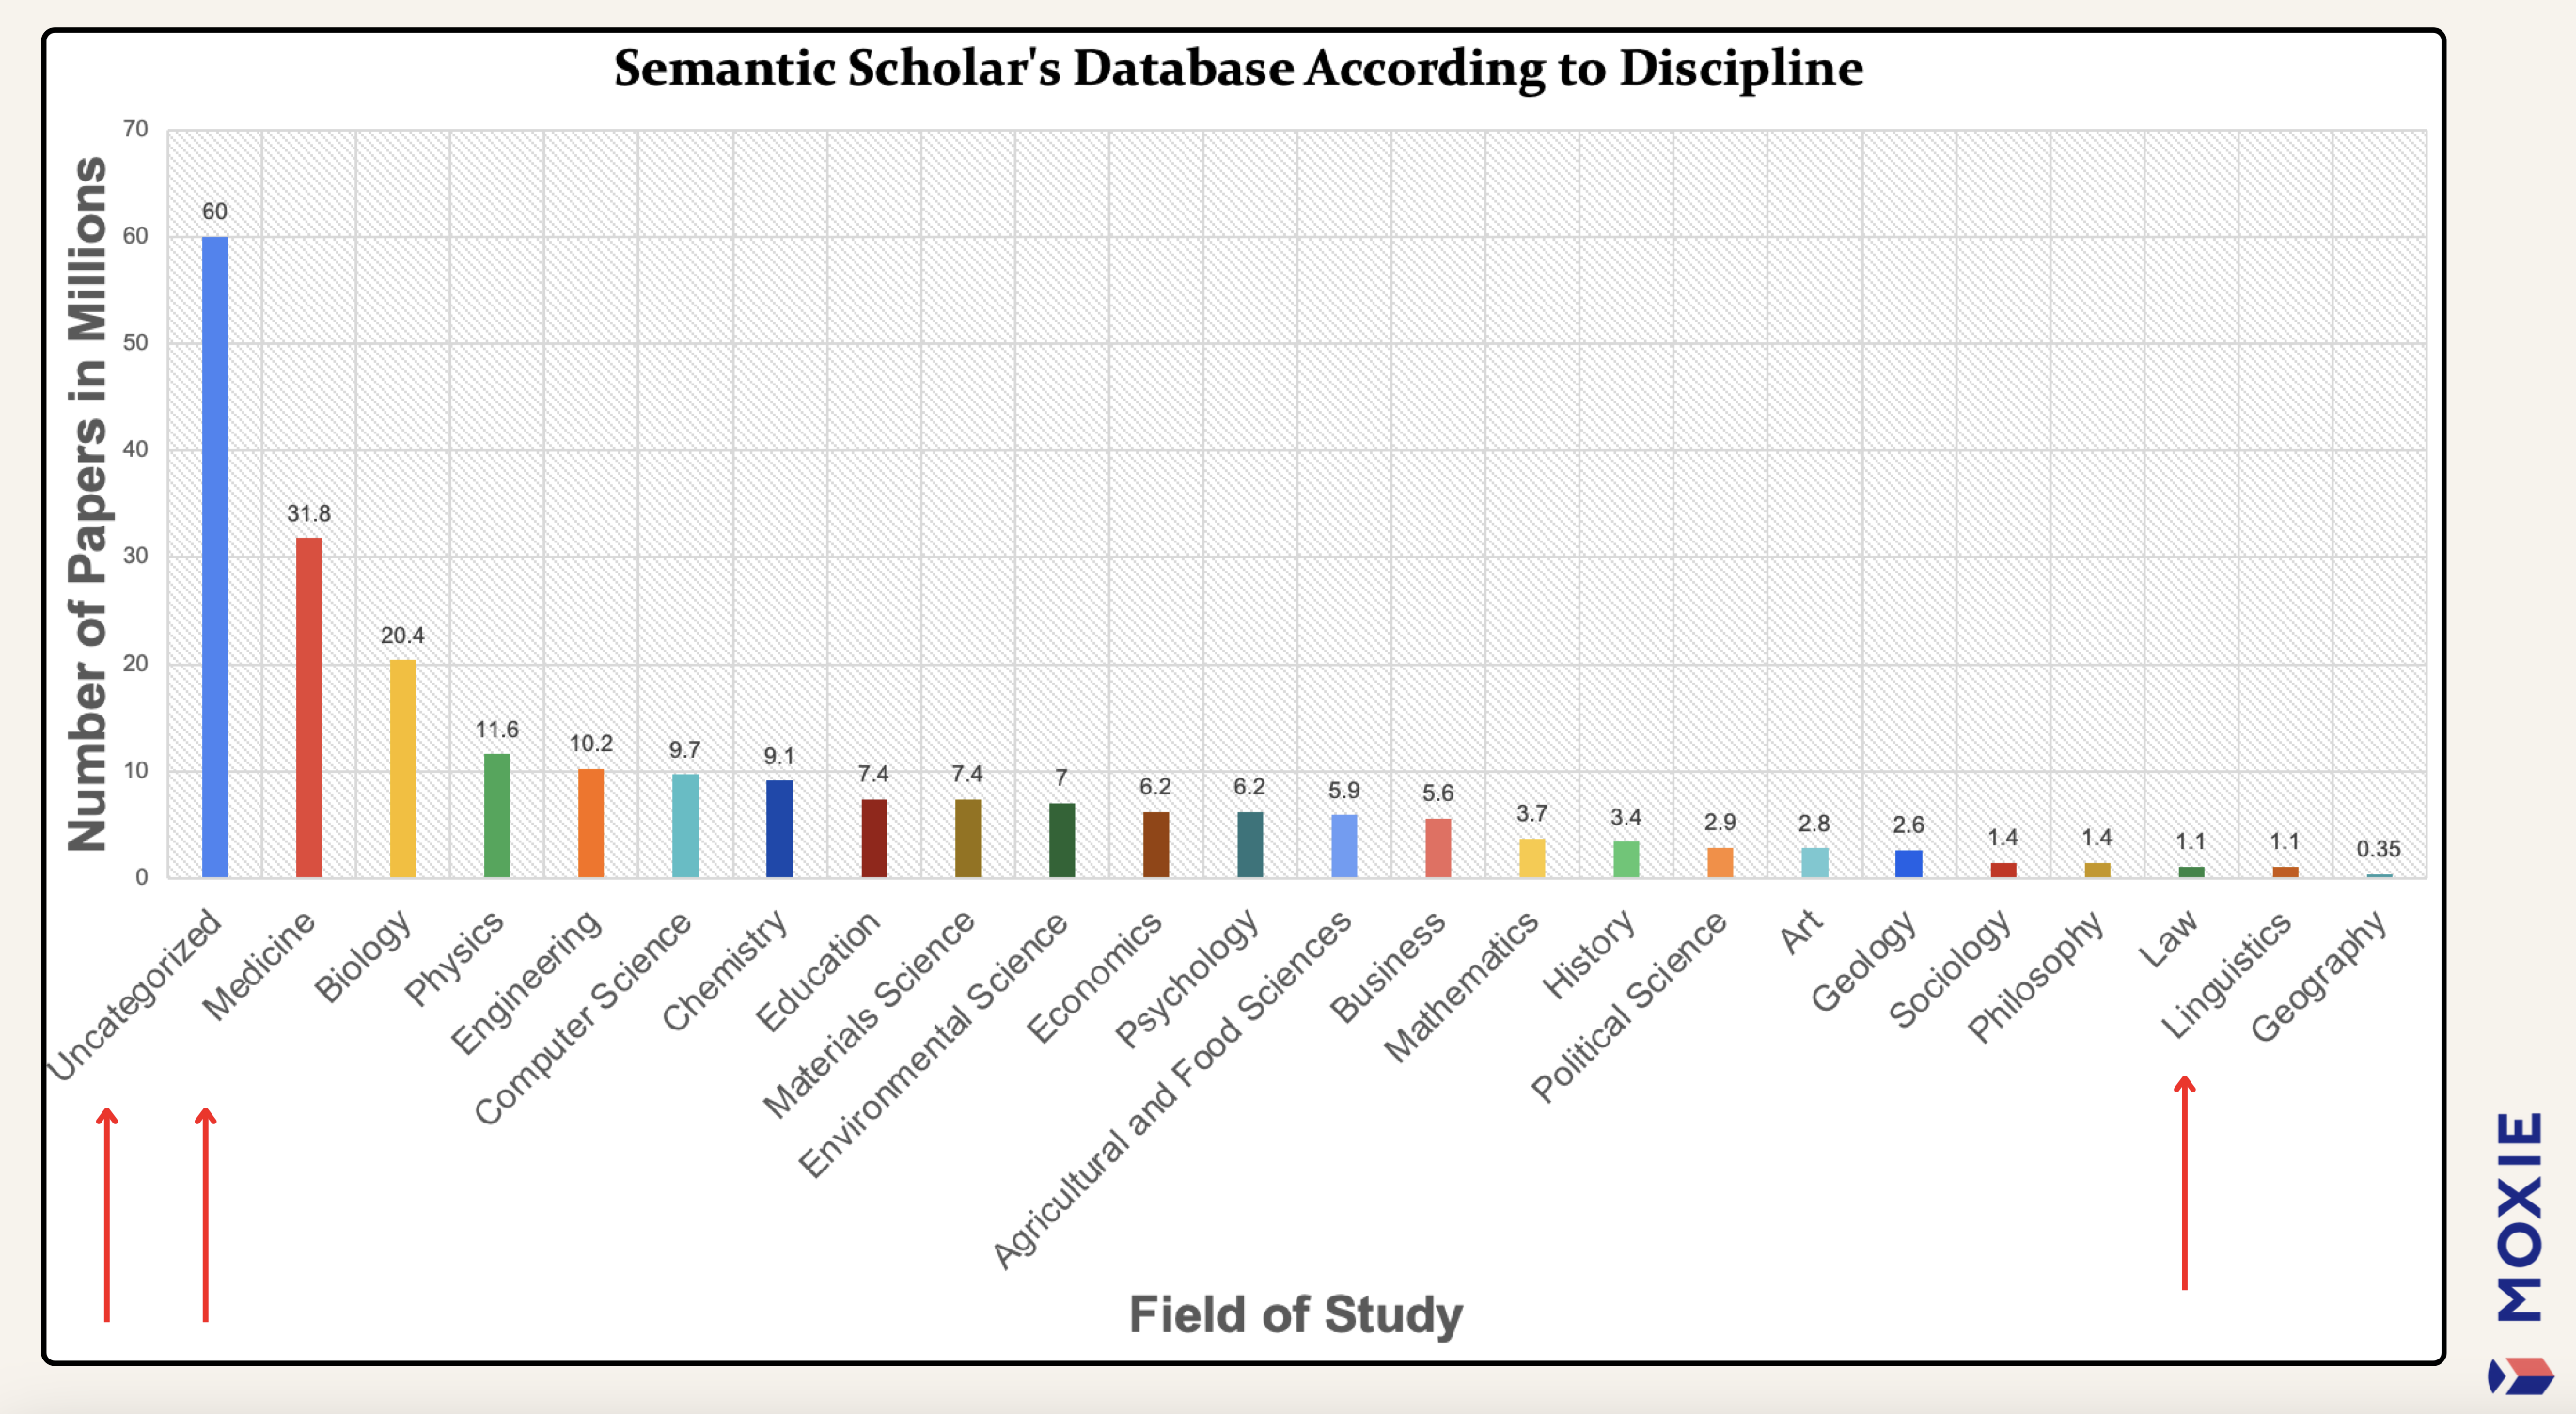 Semantic Scholar's Database According to Discipline
Number of Papers in Millions
70
60
50
40
30
20
10
0
60
31.8
20.4
11.6
10.2
9.7
9.1
7.4
7.4
7
6.2
6.2
5.9
5.6
3.7
3.4
2.9
2.8
2.6
1.4
1.4
1.1
1.1
0.35
Uncategorized
Medicine
Biology
Physics
Engineering
Computer Science
Chemistry
Education
Materials Science
Environmental Science
Economics
Psychology
Agricultural and Food Sciences
Business
Mathematics
History
Political Science
Art
Geology
Sociology
Philosophy
Law
Linguistics
Geography
Field of Study
MOXIE